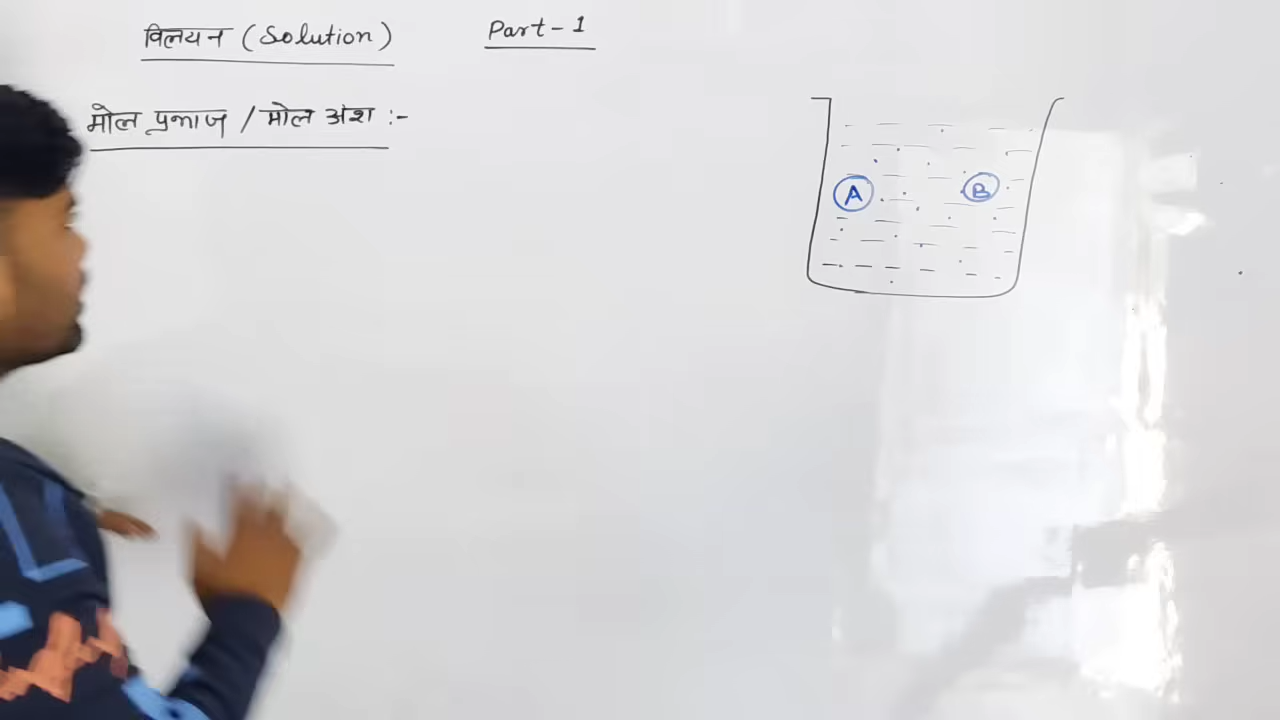 विलयन (Solution) Part-1
मोल प्रभाज / मोल अंश :-
A B